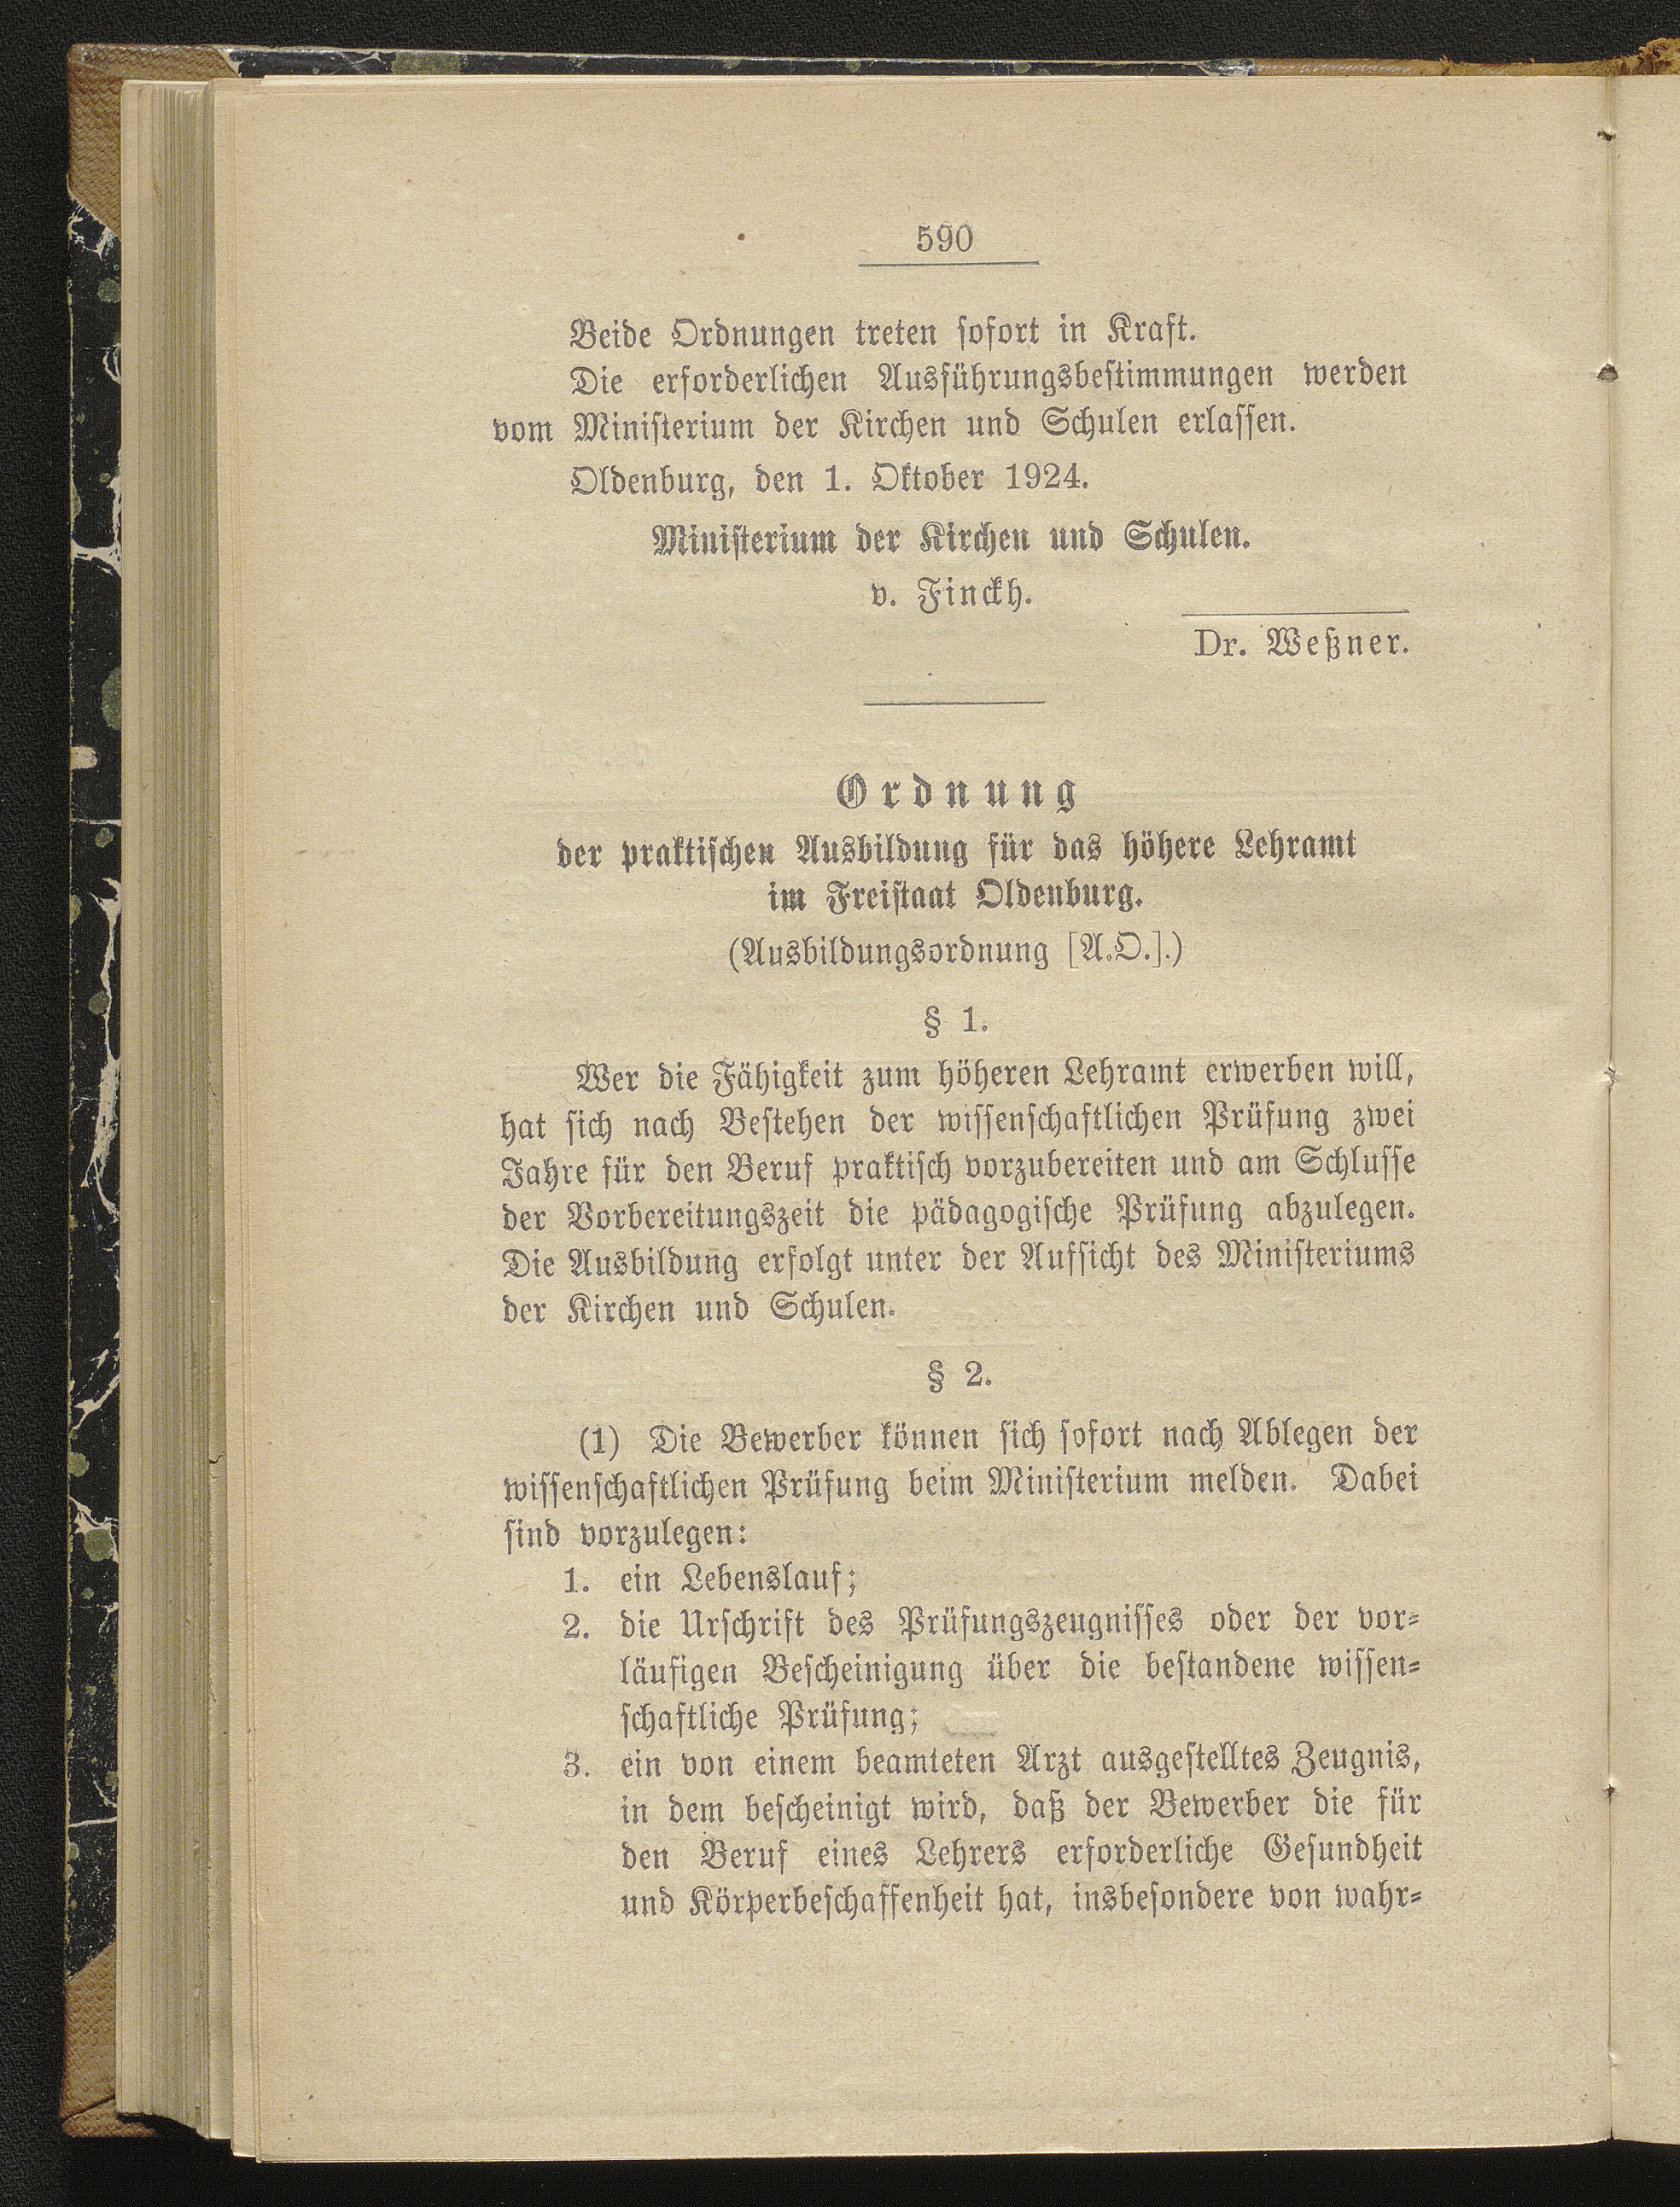 590
Beide Ordnungen treten sofort in Kraft.
Die erforderlichen Ausführungsbestimmungen werden
vom Ministerium der Kirchen und Schulen erlassen.
Oldenburg, den 1. Oktober 1924.
Ministerium der Kirchen und Schulen.
v. Finckh.
Dr. Weßner.
Ordnung
der praktischen Ausbildung für das höhere Lehramt
im Freistaat Oldenburg.
(Ausbildungsordnung [A.O.].)
§ 1.
Wer die Fähigkeit zum höheren Lehramt erwerben will,
hat sich nach Bestehen der wissenschaftlichen Prüfung zwei
Jahre für den Beruf praktisch vorzubereiten und am Schlusse
der Vorbereitungszeit die pädagogische Prüfung abzulegen.
Die Ausbildung erfolgt unter der Aufsicht des Ministeriums
der Kirchen und Schulen.
§ 2.
(1) Die Bewerber können sich sofort nach Ablegen der
wissenschaftlichen Prüfung beim Ministerium melden. Dabei
sind vorzulegen:
1. ein Lebenslauf;
2. die Urschrift des Prüfungszeugnisses oder der vor-
läufigen Bescheinigung über die bestandene wissen-
schaftliche Prüfung;
3. ein von einem beamteten Arzt ausgestelltes Zeugnis,
in dem bescheinigt wird, daß der Bewerber die für
den Beruf eines Lehrers erforderliche Gesundheit
und Körperbeschaffenheit hat, insbesondere von wahr-